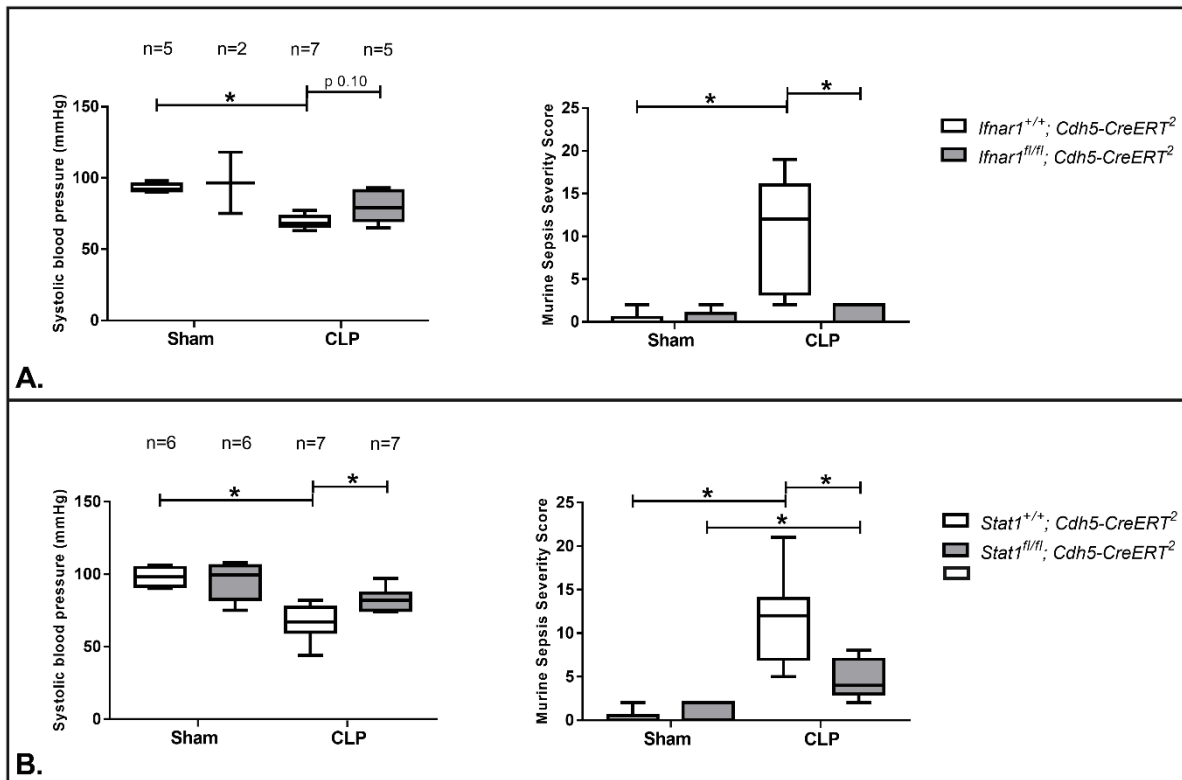 n=5 n=2 n=7 n=5
p 0.10
*
Systolic blood pressure (mmHg)
150
100
50
0
Sham CLP
* *
Murine Sepsis Severity Score
25
20
15
10
5
0
Sham CLP
Ifnar1+/+; Cdh5-CreERT2
Ifnar1fl/fl; Cdh5-CreERT2
A.
n=6 n=6 n=7 n=7
* *
Systolic blood pressure (mmHg)
150
100
50
0
Sham CLP
* *
*
Murine Sepsis Severity Score
25
20
15
10
5
0
Sham CLP
Stat1+/+; Cdh5-CreERT2
Stat1fl/fl; Cdh5-CreERT2
B.